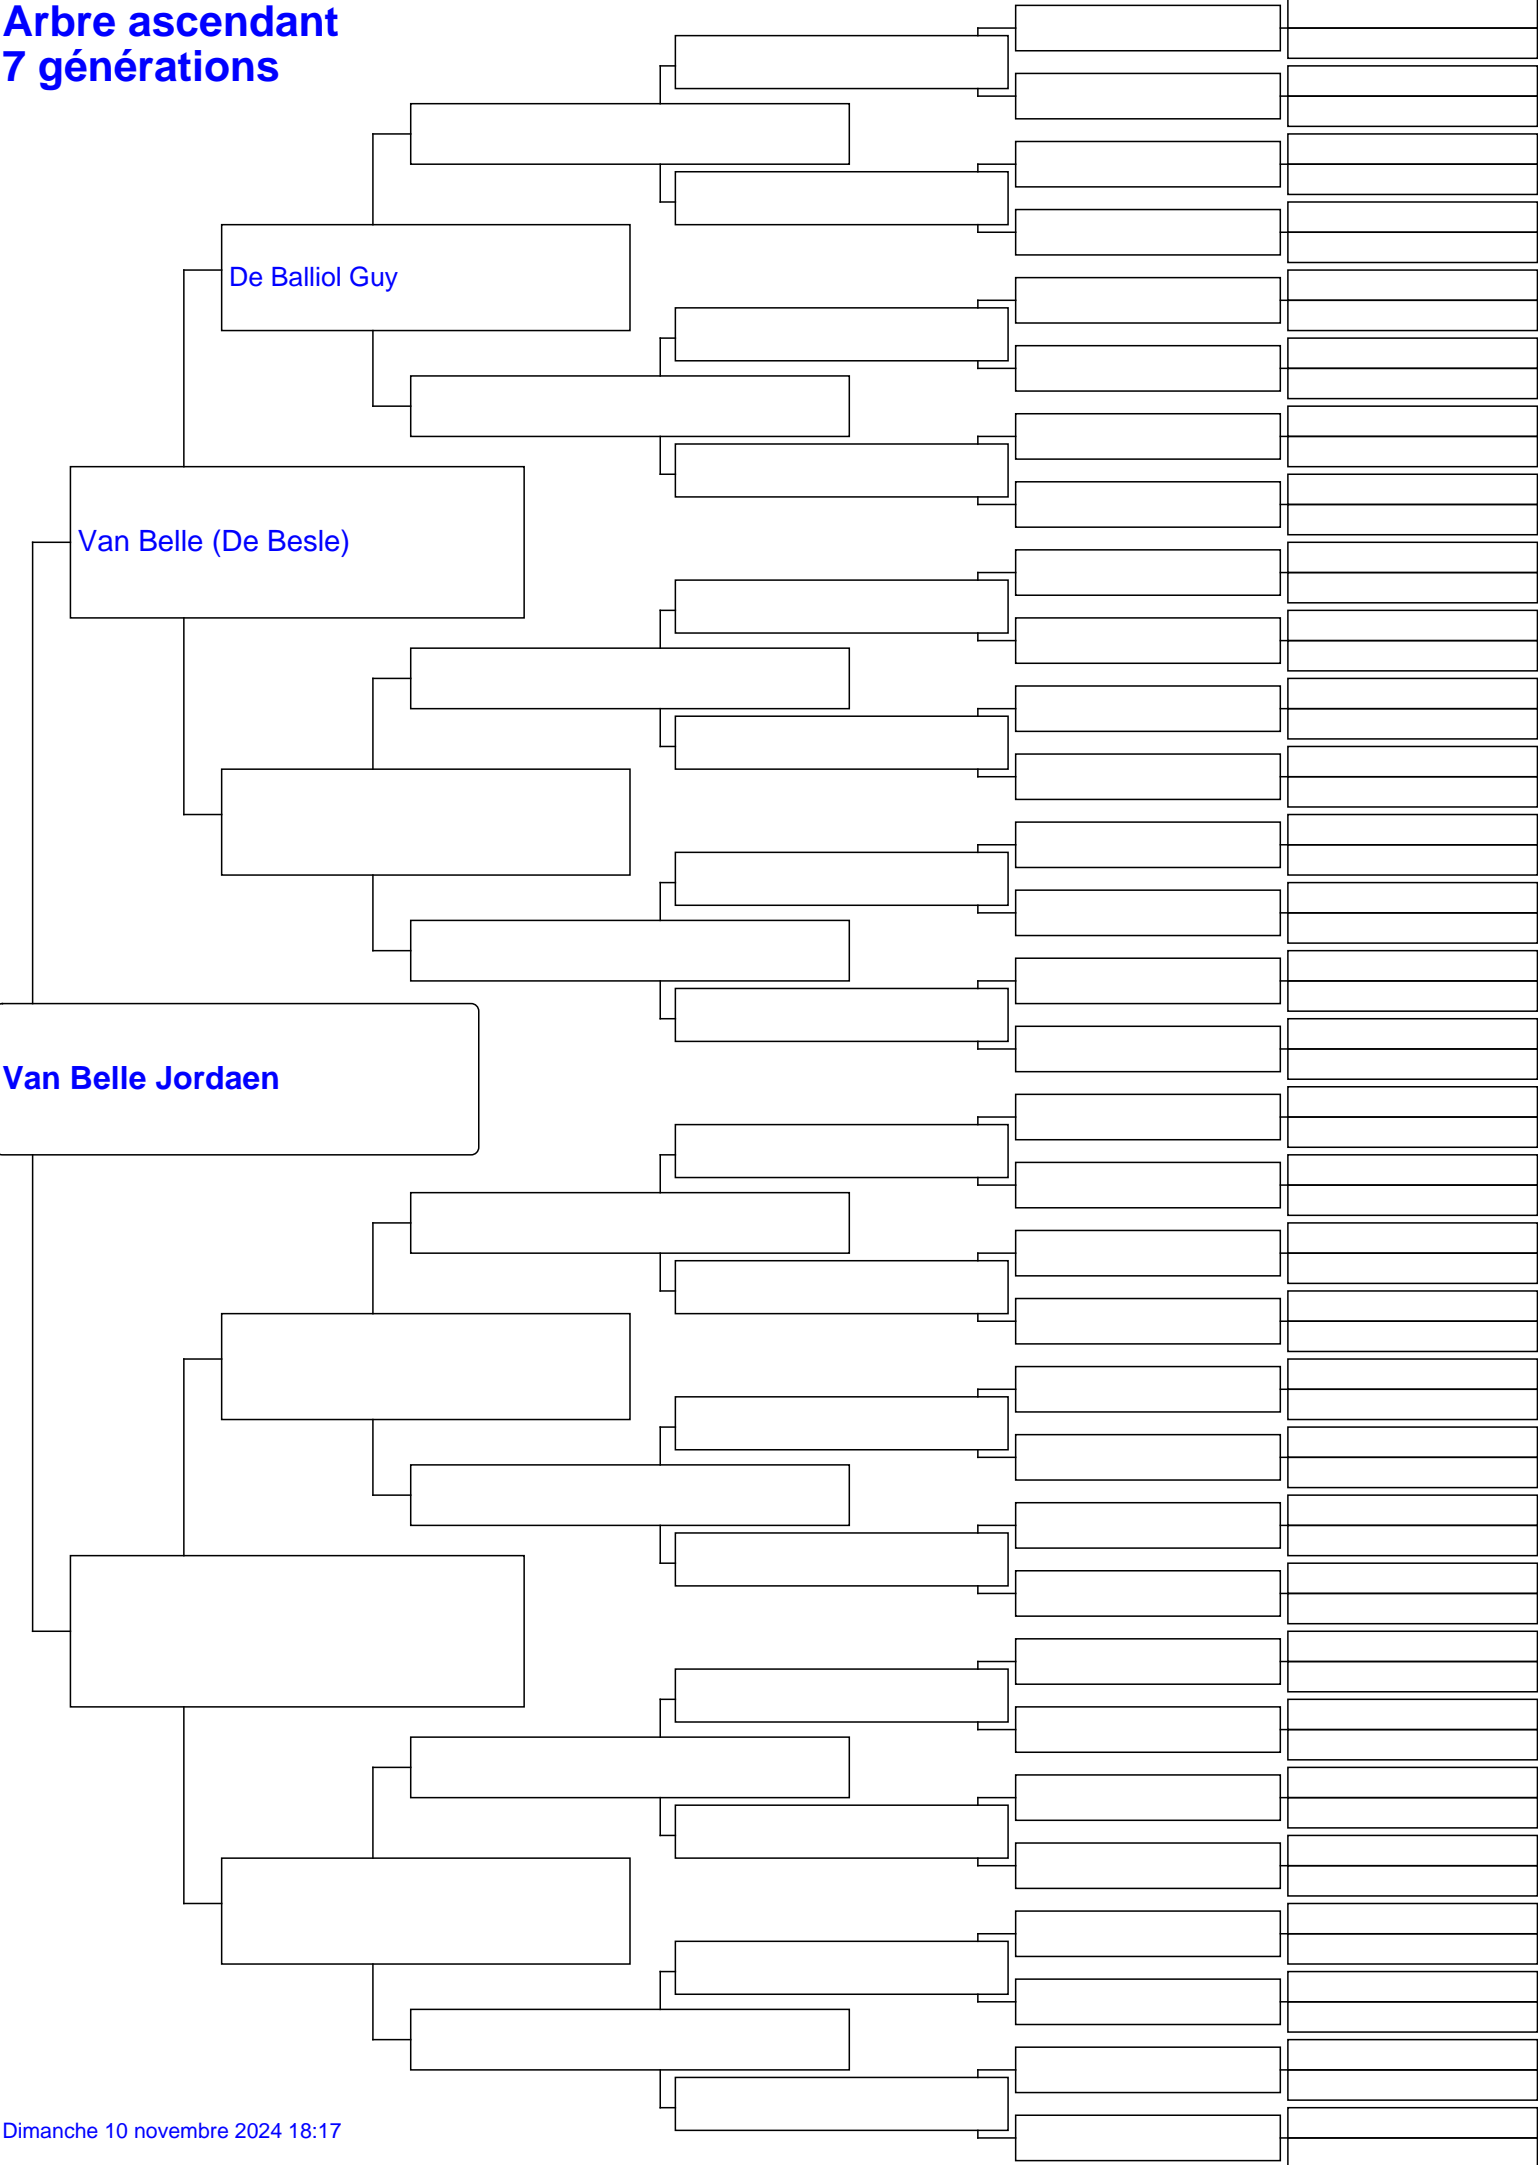 Arbre ascendant
7 générations
De Balliol Guy
Van Belle (De Besle)
Van Belle Jordaen
Dimanche 10 novembre 2024 18:17